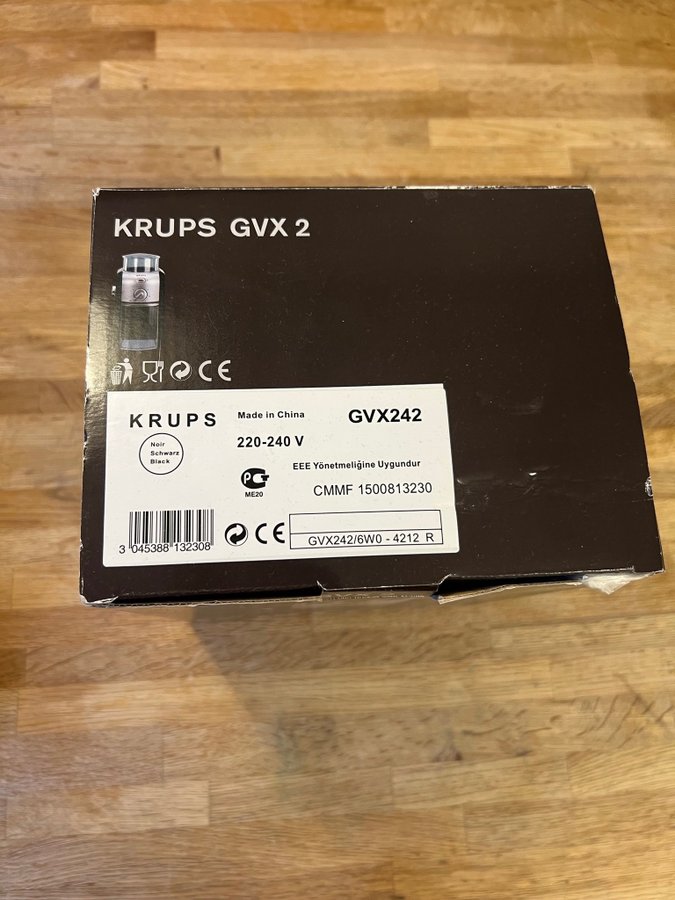 KRUPS GVX 2
KRUPS
Made in China
GVX242
220-240 V
Noir
Schwarz
Black
EEE Yönetmeliğine Uygundur
ME20
CMMF 1500813230
3 045388 132308
CE
GVX242/6W0 - 4212 R